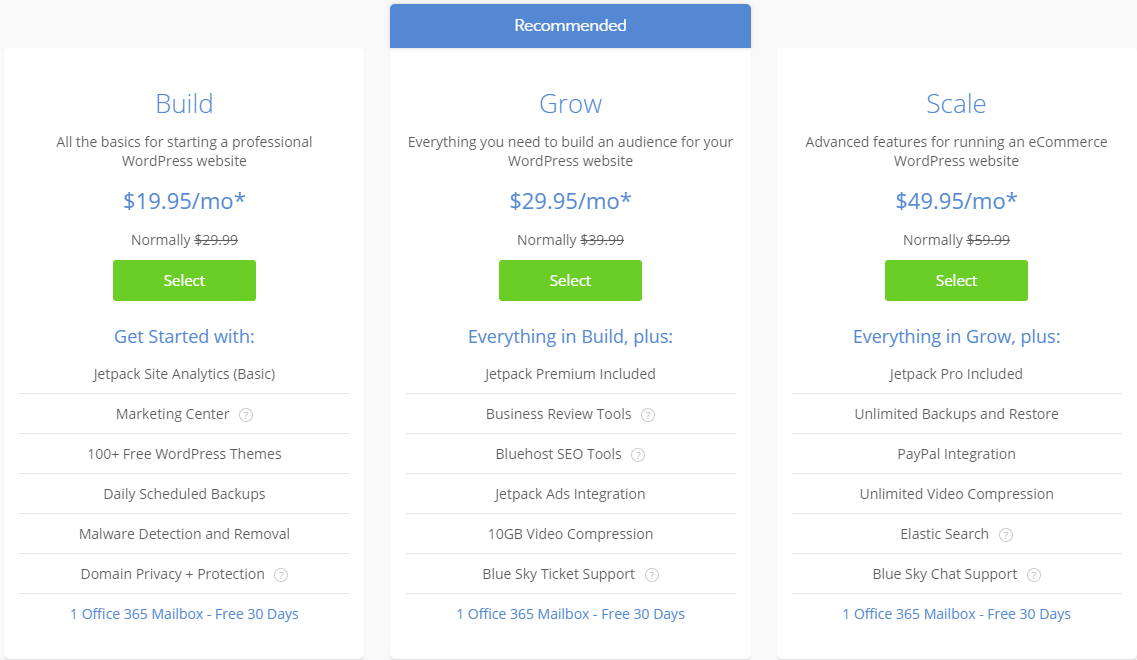 Recommended
Build
All the basics for starting a professional
WordPress website
$19.95/mo*
Normally $29.99
Select
Get Started with:
Jetpack Site Analytics (Basic)
Marketing Center ?
100+ Free WordPress Themes
Daily Scheduled Backups
Malware Detection and Removal
Domain Privacy + Protection ?
1 Office 365 Mailbox - Free 30 Days
Grow
Everything you need to build an audience for your
WordPress website
$29.95/mo*
Normally $39.99
Select
Everything in Build, plus:
Jetpack Premium Included
Business Review Tools ?
Bluehost SEO Tools ?
Jetpack Ads Integration
10GB Video Compression
Blue Sky Ticket Support ?
1 Office 365 Mailbox - Free 30 Days
Scale
Advanced features for running an eCommerce
WordPress website
$49.95/mo*
Normally $59.99
Select
Everything in Grow, plus:
Jetpack Pro Included
Unlimited Backups and Restore
PayPal Integration
Unlimited Video Compression
Elastic Search ?
Blue Sky Chat Support ?
1 Office 365 Mailbox - Free 30 Days